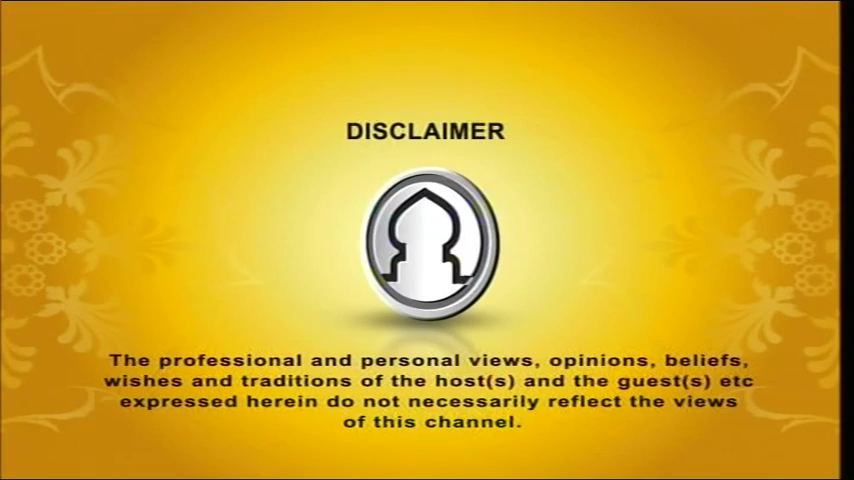 DISCLAIMER
The professional and personal views, opinions, beliefs,
wishes and traditions of the host(s) and the guest(s) etc
expressed herein do not necessarily reflect the views
of this channel.